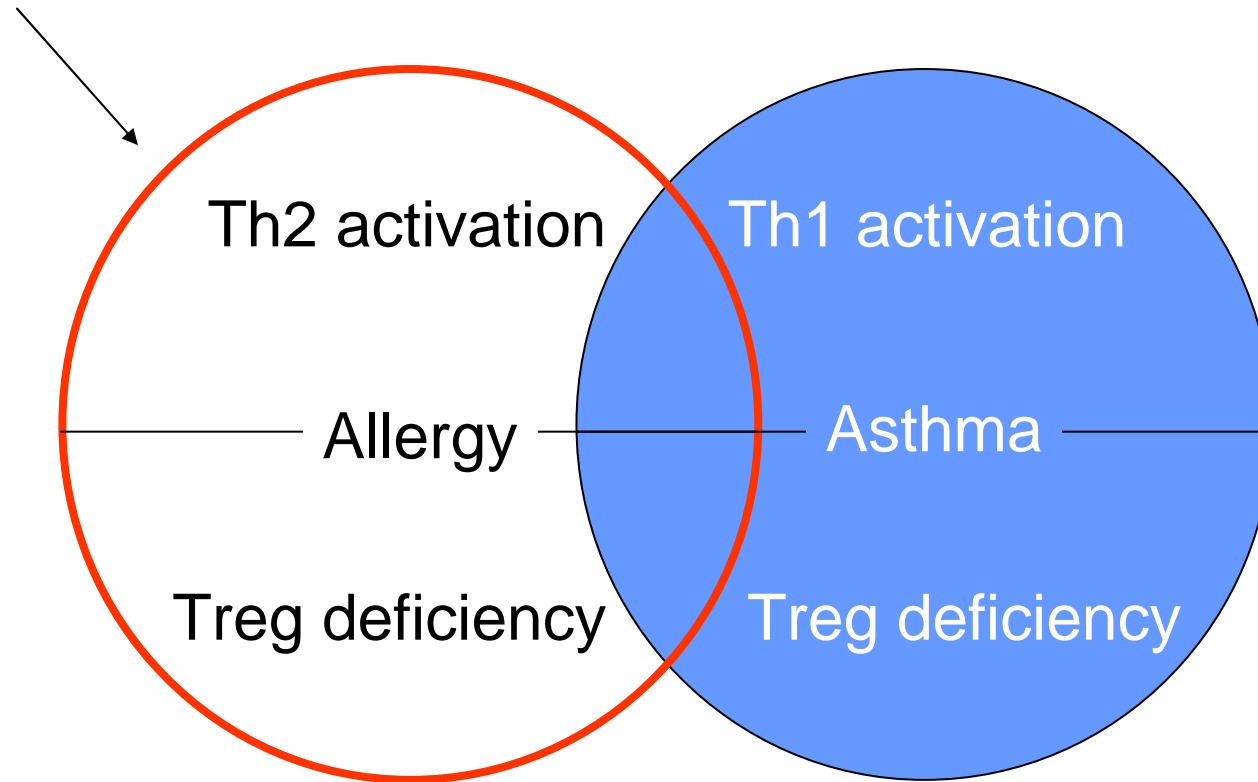 Th2 activation Th1 activation
Allergy Asthma
Treg deficiency Treg deficiency